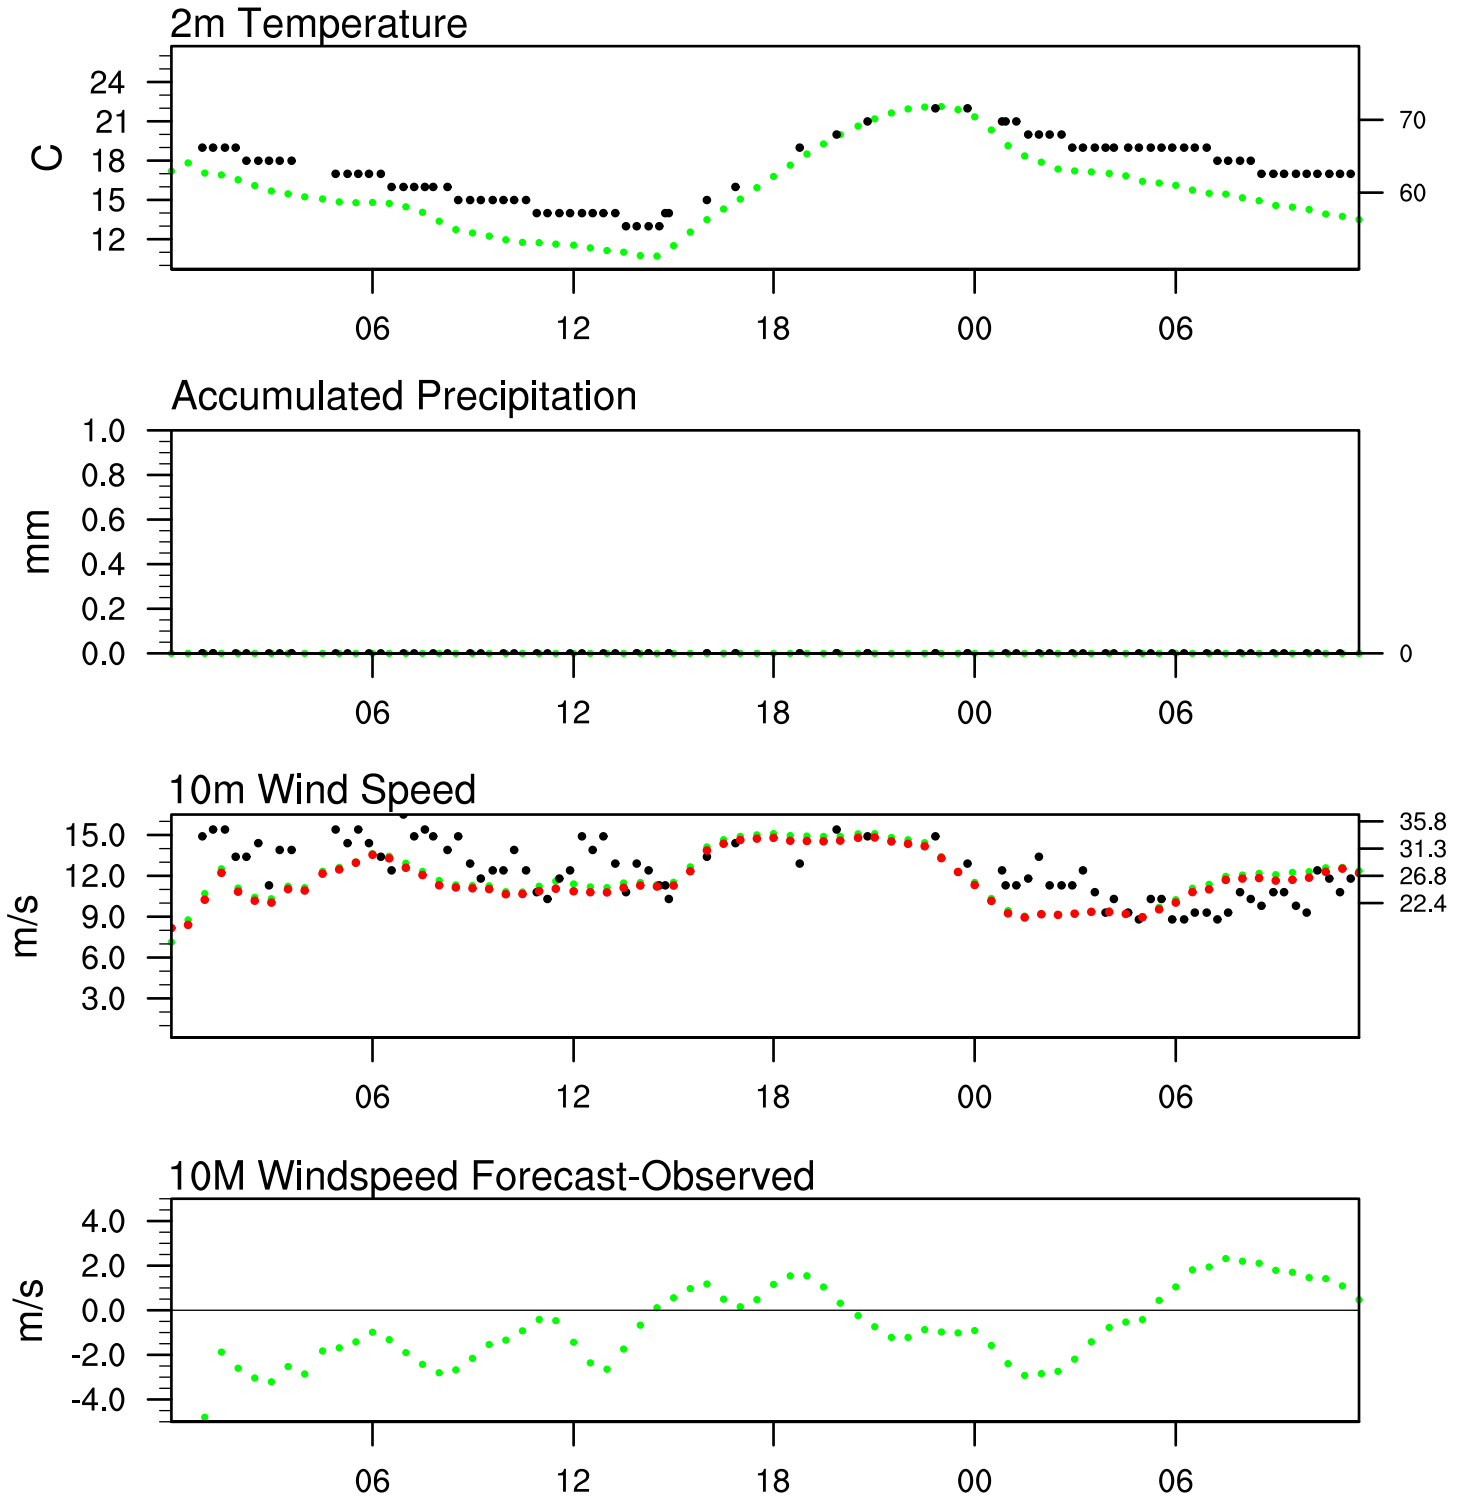 2m Temperature
24
21
18
15
12
C
70
60
06 12 18 00 06
Accumulated Precipitation
1.0
0.8
0.6
0.4
0.2
0.0
mm
0
06 12 18 00 06
10m Wind Speed
15.0
12.0
9.0
6.0
3.0
m/s
35.8
31.3
26.8
22.4
06 12 18 00 06
10M Windspeed Forecast-Observed
4.0
2.0
0.0
-2.0
-4.0
m/s
06 12 18 00 06